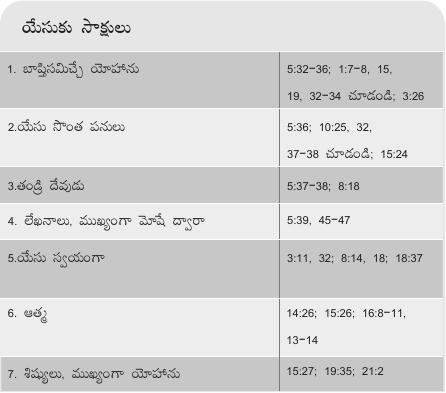 యేసుకు సాక్షులు
1. బాప్తిసమిచ్చే యోహాను 5:32-36; 1:7-8, 15,
19, 32-34 చూడండి; 3:26
2.యేసు సొంత పనులు 5:36; 10:25, 32,
37-38 చూడండి; 15:24
3.తండ్రి దేవుడు 5:37-38; 8:18
4. లేఖనాలు, ముఖ్యంగా మోషే ద్వారా 5:39, 45-47
5.యేసు స్వయంగా 3:11, 32; 8:14, 18; 18:37
6. ఆత్మ 14:26; 15:26; 16:8-11,
13-14
7. శిష్యులు, ముఖ్యంగా యోహాను 15:27; 19:35; 21:2